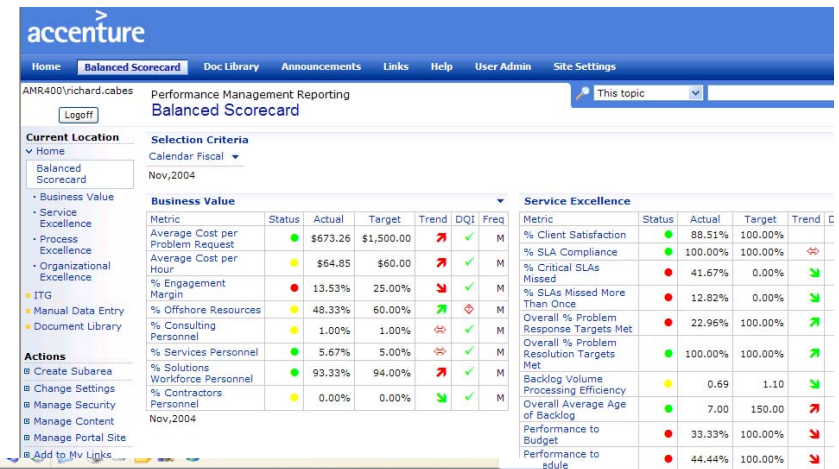 accenture
Home Balanced Scorecard Doc Library Announcements Links Help User Admin Site Settings
AMR400\richard.cabes
Logoff
Performance Management Reporting
Balanced Scorecard
This topic
Current Location
Home
Balanced
Scorecard
Business Value
Service
Excellence
Process
Excellence
Organizational
Excellence
ITG
Manual Data Entry
Document Library
Actions
Create Subarea
Change Settings
Manage Security
Manage Content
Manage Portal Site
Add to My Links
Selection Criteria
Calendar Fiscal
Nov,2004
Business Value
Metric Status Actual Target Trend DQI Freq
Average Cost per
Problem Request $673.26 $1,500.00 M
Average Cost per
Hour $64.85 $60.00 M
% Engagement
Margin 13.53% 25.00% M
% Offshore Resources 48.33% 60.00% M
% Consulting
Personnel 1.00% 1.00% M
% Services Personnel 5.67% 5.00% M
% Solutions
Workforce Personnel 93.33% 94.00% M
% Contractors
Personnel 0.00% 0.00% M
Nov,2004
Service Excellence
Metric Status Actual Target Trend D
% Client Satisfaction 88.51% 100.00%
% SLA Compliance 100.00% 100.00%
% Critical SLAs
Missed 41.67% 0.00%
% SLAs Missed More
Than Once 12.82% 0.00%
Overall % Problem
Response Targets Met 22.96% 100.00%
Overall % Problem
Resolution Targets
Met 100.00% 100.00%
Backlog Volume
Processing Efficiency 0.69 1.10
Overall Average Age
of Backlog 7.00 150.00
Performance to
Budget 33.33% 100.00%
Performance to
edule 44.44% 100.00%